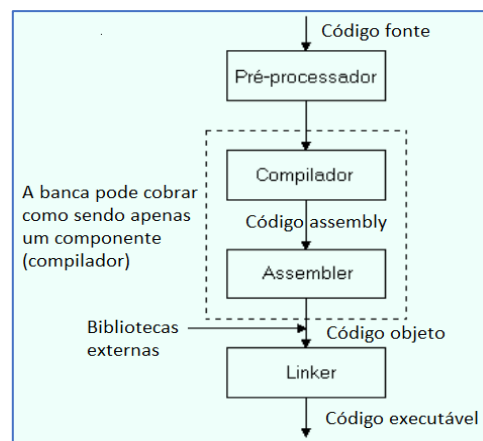 Código fonte
Pré-processador
Compilador
A banca pode cobrar
como sendo apenas
um componente
(compilador)
Código assembly
Assembler
Bibliotecas
externas
Código objeto
Linker
Código executável